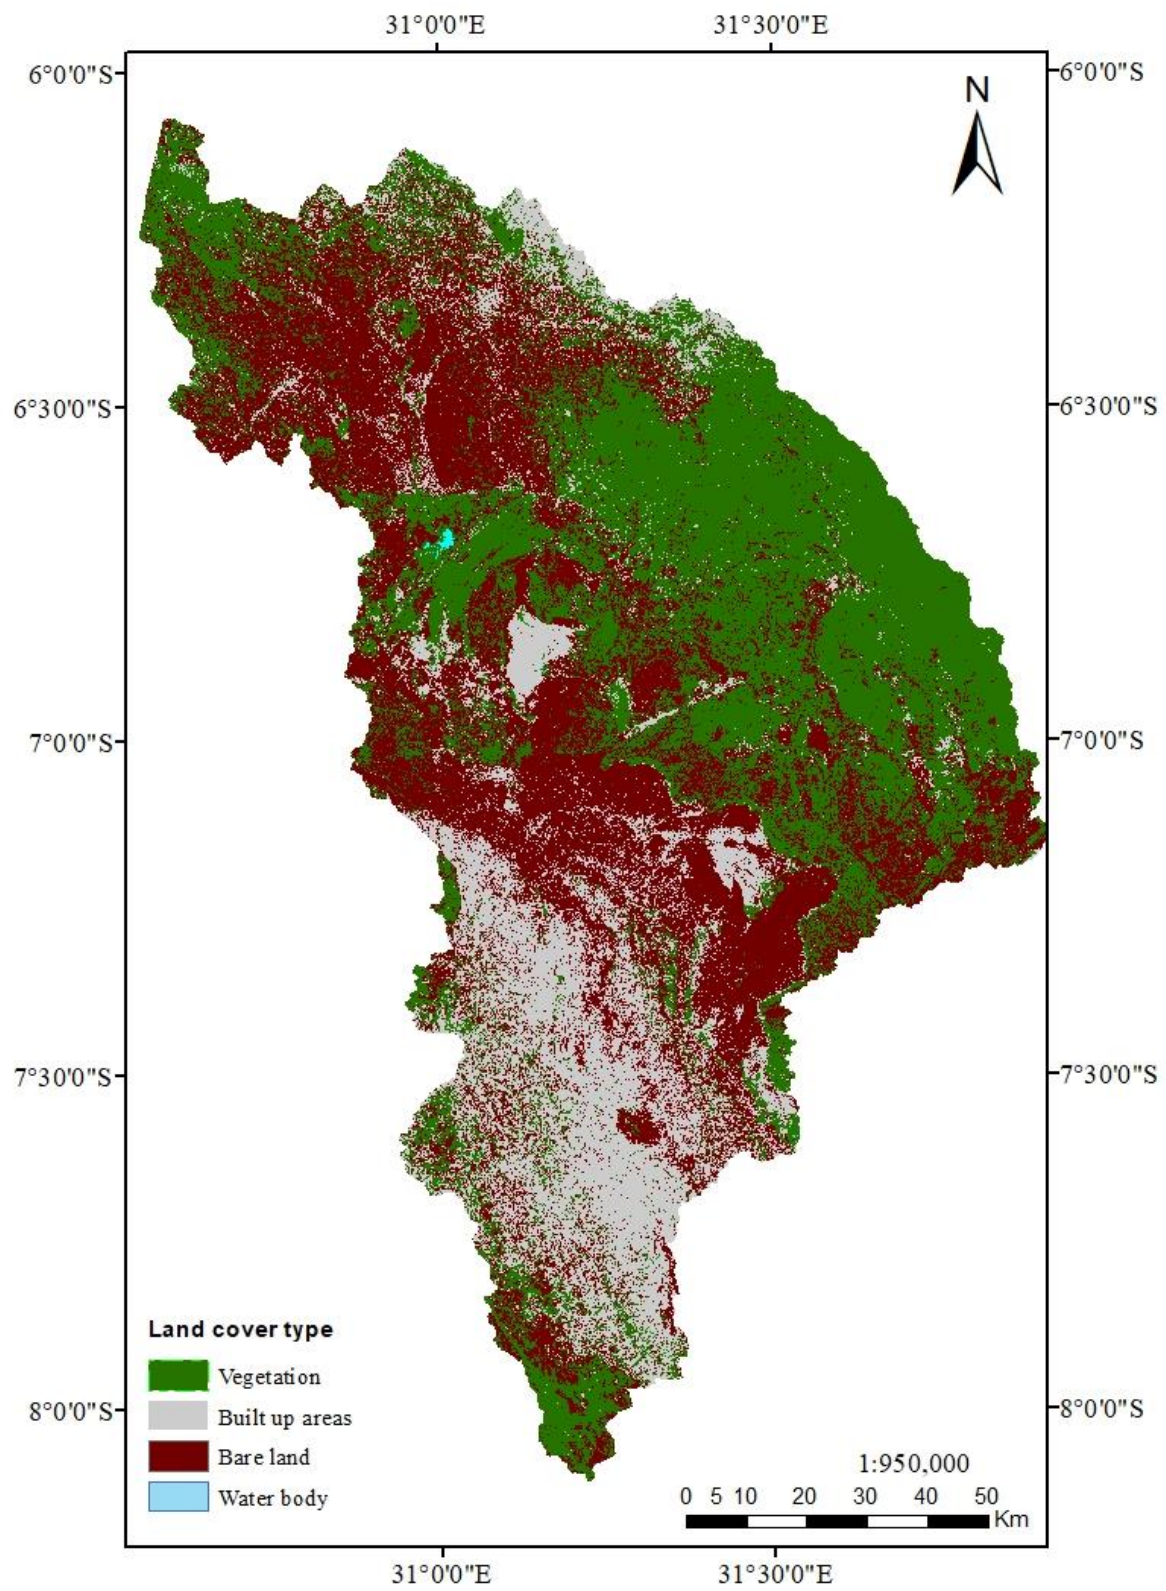 31°0'0"E 31°30'0"E
6°0'0"S 6°0'0"S
N
6°30'0"S 6°30'0"S
7°0'0"S 7°0'0"S
7°30'0"S 7°30'0"S
8°0'0"S 8°0'0"S
Land cover type
Vegetation
Built up areas
Bare land
Water body
1:950,000
0 5 10 20 30 40 50
Km
31°0'0"E 31°30'0"E